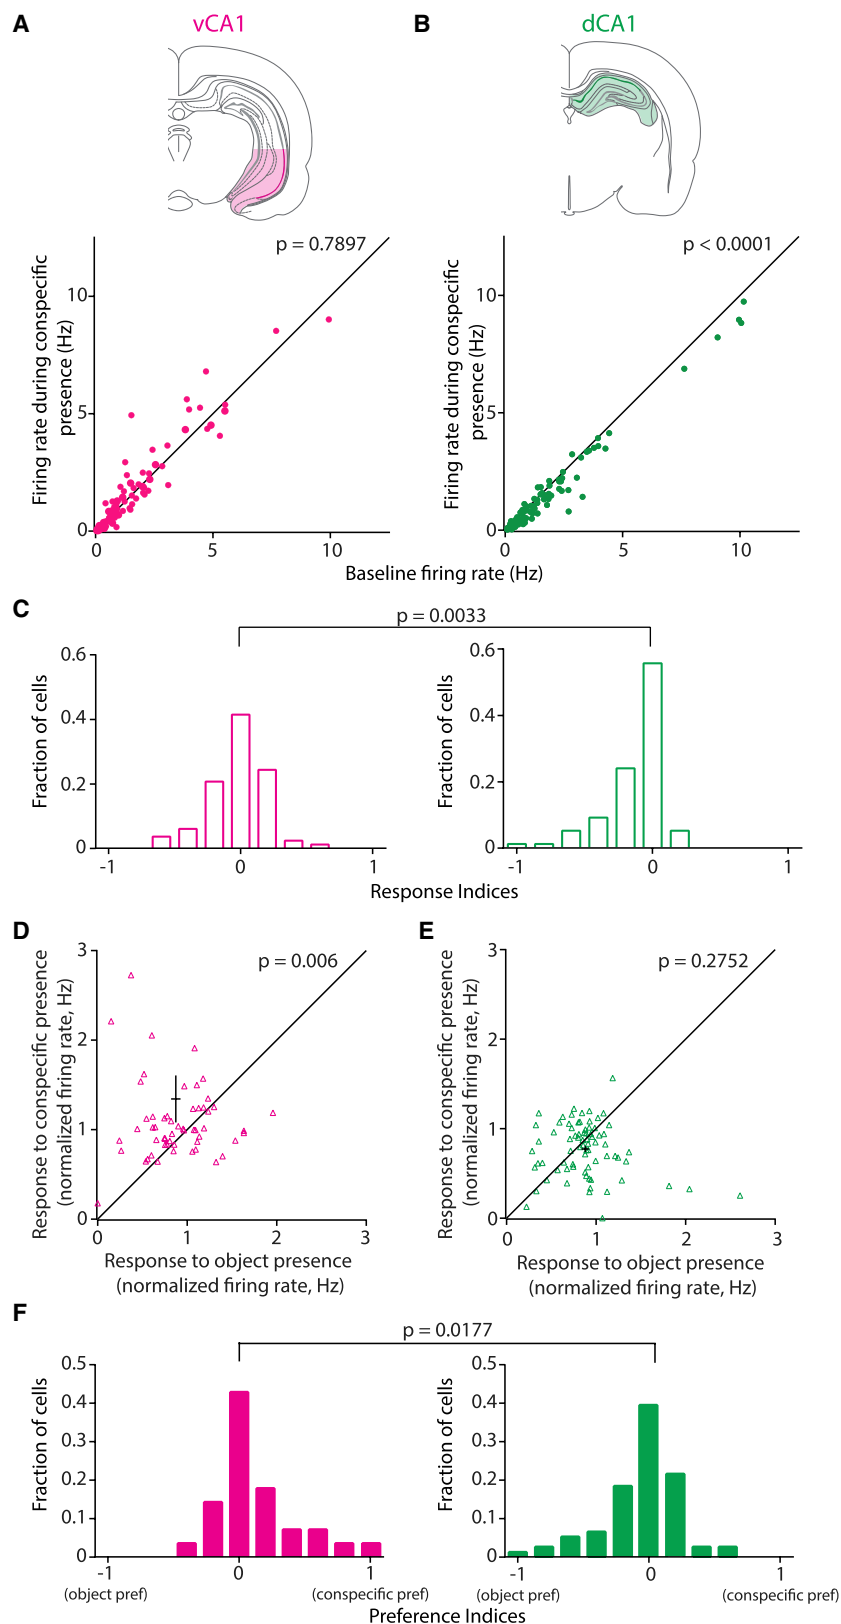 A
vCA1
B
dCA1
Firing rate during conspecific
presence (Hz)
p = 0.7897
10
5
0
0
5
10
Firing rate during conspecific
presence (Hz)
p < 0.0001
10
5
0
0
5
10
Baseline firing rate (Hz)
C
p = 0.0033
Fraction of cells
0.6
0.4
0.2
0
-1
0
1
Fraction of cells
0.6
0.4
0.2
0
-1
0
1
Response Indices
D
Response to conspecific presence
(normalized firing rate, Hz)
p = 0.006
3
2
1
0
0
1
2
3
Response to object presence
(normalized firing rate, Hz)
E
Response to conspecific presence
(normalized firing rate, Hz)
p = 0.2752
3
2
1
0
0
1
2
3
Response to object presence
(normalized firing rate, Hz)
F
p = 0.0177
Fraction of cells
0.5
0.4
0.3
0.2
0.1
0
-1
0
1
(object pref)
(conspecific pref)
Fraction of cells
0.5
0.4
0.3
0.2
0.1
0
-1
0
1
(object pref)
(conspecific pref)
Preference Indices